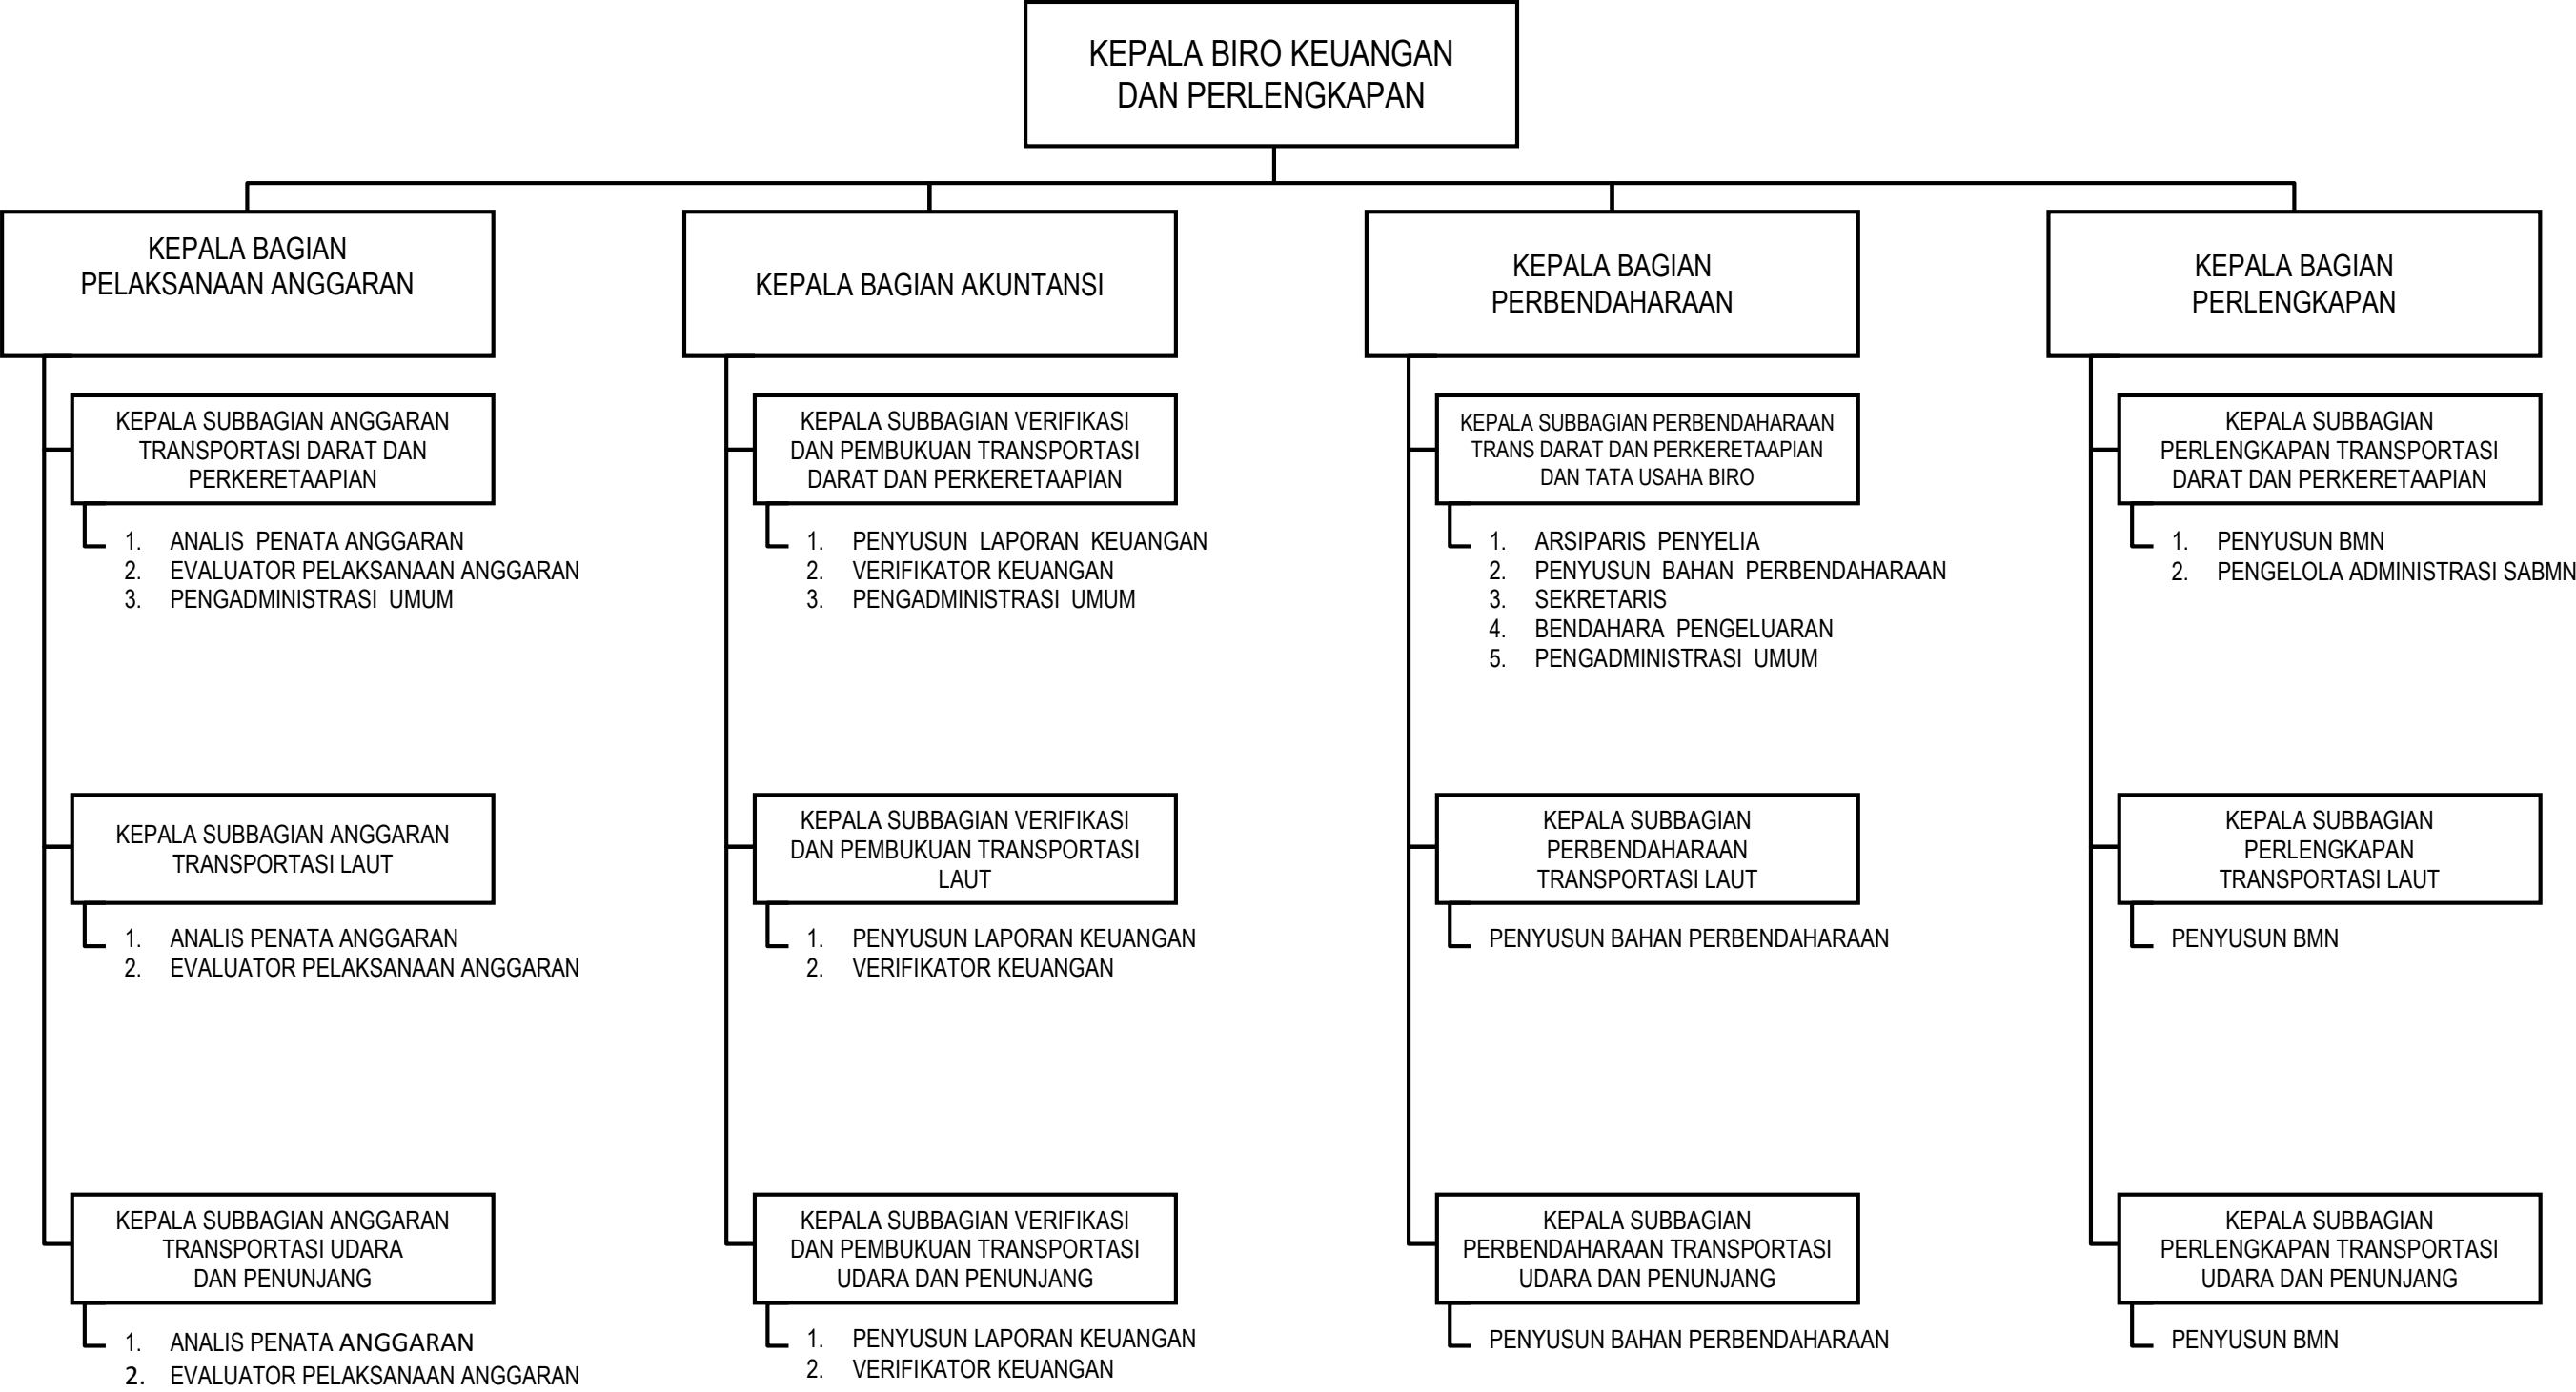 KEPALA BIRO KEUANGAN
DAN PERLENGKAPAN
KEPALA BAGIAN
PELAKSANAAN ANGGARAN
KEPALA SUBBAGIAN ANGGARAN
TRANSPORTASI DARAT DAN
PERKERETAAPIAN
1. ANALIS PENATA ANGGARAN
2. EVALUATOR PELAKSANAAN ANGGARAN
3. PENGADMINISTRASI UMUM
KEPALA SUBBAGIAN ANGGARAN
TRANSPORTASI LAUT
1. ANALIS PENATA ANGGARAN
2. EVALUATOR PELAKSANAAN ANGGARAN
KEPALA SUBBAGIAN ANGGARAN
TRANSPORTASI UDARA
DAN PENUNJANG
1. ANALIS PENATA ANGGARAN
2. EVALUATOR PELAKSANAAN ANGGARAN
KEPALA BAGIAN AKUNTANSI
KEPALA SUBBAGIAN VERIFIKASI
DAN PEMBUKUAN TRANSPORTASI
DARAT DAN PERKERETAAPIAN
1. PENYUSUN LAPORAN KEUANGAN
2. VERIFIKATOR KEUANGAN
3. PENGADMINISTRASI UMUM
KEPALA SUBBAGIAN VERIFIKASI
DAN PEMBUKUAN TRANSPORTASI
LAUT
1. PENYUSUN LAPORAN KEUANGAN
2. VERIFIKATOR KEUANGAN
KEPALA SUBBAGIAN VERIFIKASI
DAN PEMBUKUAN TRANSPORTASI
UDARA DAN PENUNJANG
1. PENYUSUN LAPORAN KEUANGAN
2. VERIFIKATOR KEUANGAN
KEPALA BAGIAN
PERBENDAHARAAN
KEPALA SUBBAGIAN PERBENDAHARAAN
TRANS DARAT DAN PERKERETAAPIAN
DAN TATA USAHA BIRO
1. ARSIPARIS PENYELIA
2. PENYUSUN BAHAN PERBENDAHARAAN
3. SEKRETARIS
4. BENDAHARA PENGELUARAN
5. PENGADMINISTRASI UMUM
KEPALA SUBBAGIAN
PERBENDAHARAAN
TRANSPORTASI LAUT
PENYUSUN BAHAN PERBENDAHARAAN
KEPALA SUBBAGIAN
PERBENDAHARAAN TRANSPORTASI
UDARA DAN PENUNJANG
PENYUSUN BAHAN PERBENDAHARAAN
KEPALA BAGIAN
PERLENGKAPAN
KEPALA SUBBAGIAN
PERLENGKAPAN TRANSPORTASI
DARAT DAN PERKERETAAPIAN
1. PENYUSUN BMN
2. PENGELOLA ADMINISTRASI SABMN
KEPALA SUBBAGIAN
PERLENGKAPAN
TRANSPORTASI LAUT
PENYUSUN BMN
KEPALA SUBBAGIAN
PERLENGKAPAN TRANSPORTASI
UDARA DAN PENUNJANG
PENYUSUN BMN